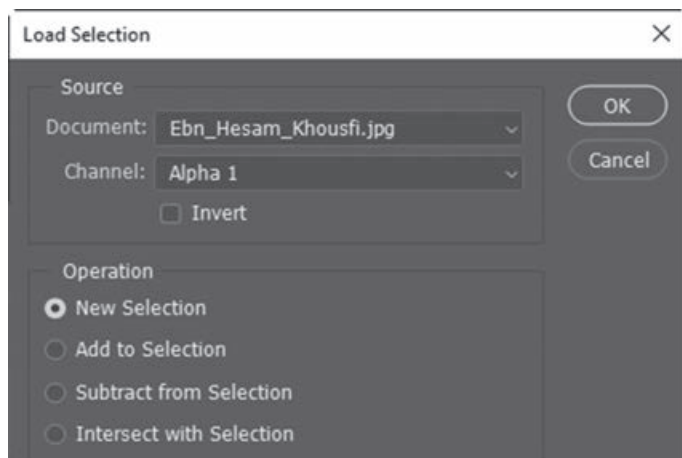 Load Selection
Source
Document: Ebn_Hesam_Khousfi.jpg
OK
Channel: Alpha 1
Cancel
Invert
Operation
New Selection
Add to Selection
Subtract from Selection
Intersect with Selection